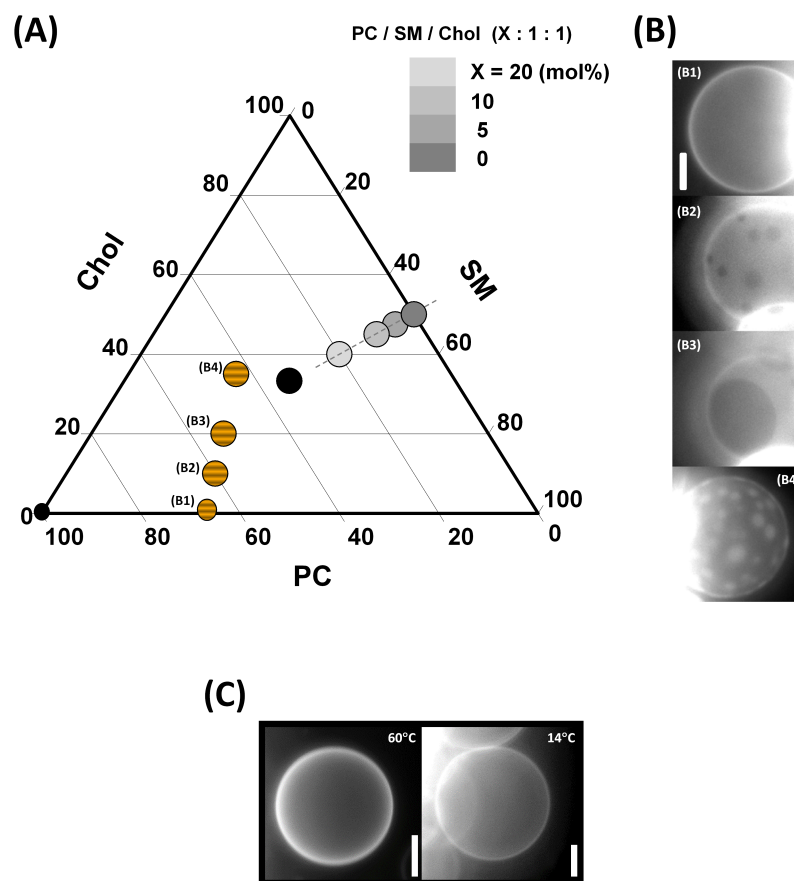 (A)
PC / SM / Chol (X : 1 : 1)
X = 20 (mol%)
10
5
0
100
0
80
20
60
40
40
60
20
80
0
100
100
80
60
40
20
0
Chol
SM
PC
(B4)
(B3)
(B2)
(B1)
(B)
(B1)
(B2)
(B3)
(B4
(C)
60°C
14°C